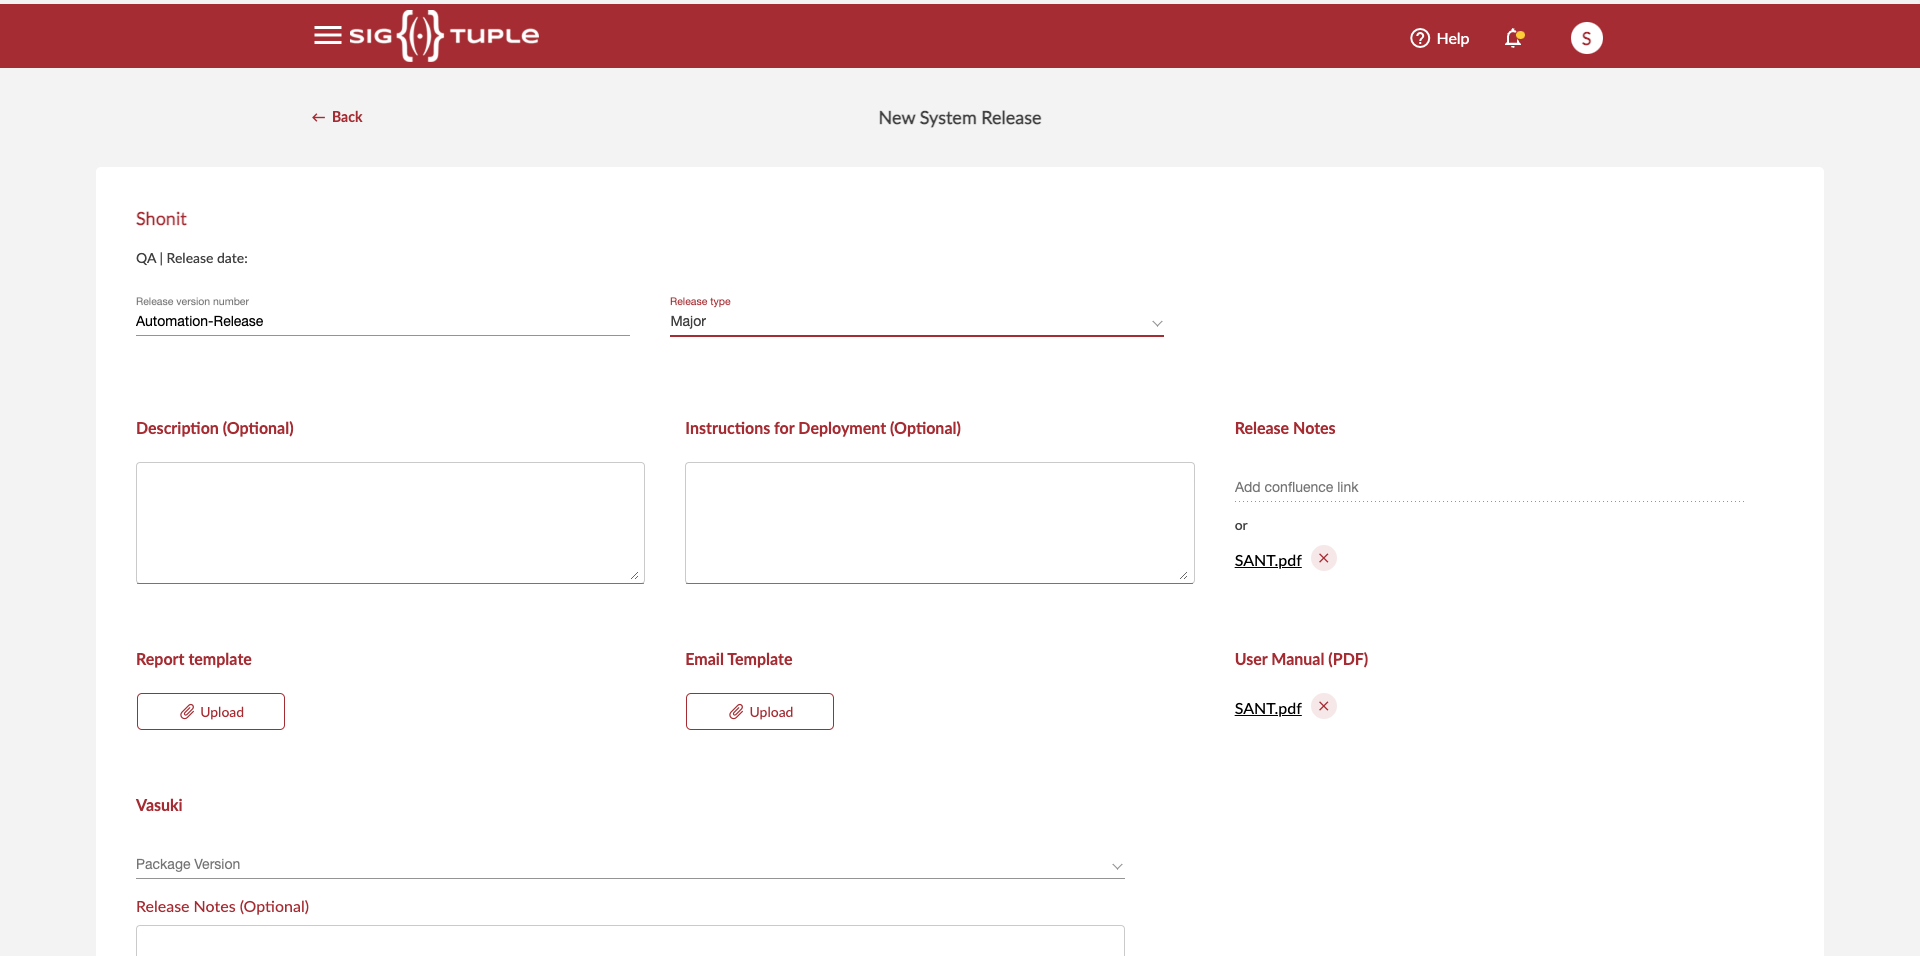 SIG{(·)}TUPLE
Help
S
Back
New System Release
Shonit
QA | Release date:
Release version number
Automation-Release
Release type
Major
Description (Optional)
Instructions for Deployment (Optional)
Release Notes
Add confluence link
or
SANT.pdf
Report template
Email Template
User Manual (PDF)
Upload
Upload
SANT.pdf
Vasuki
Package Version
Release Notes (Optional)